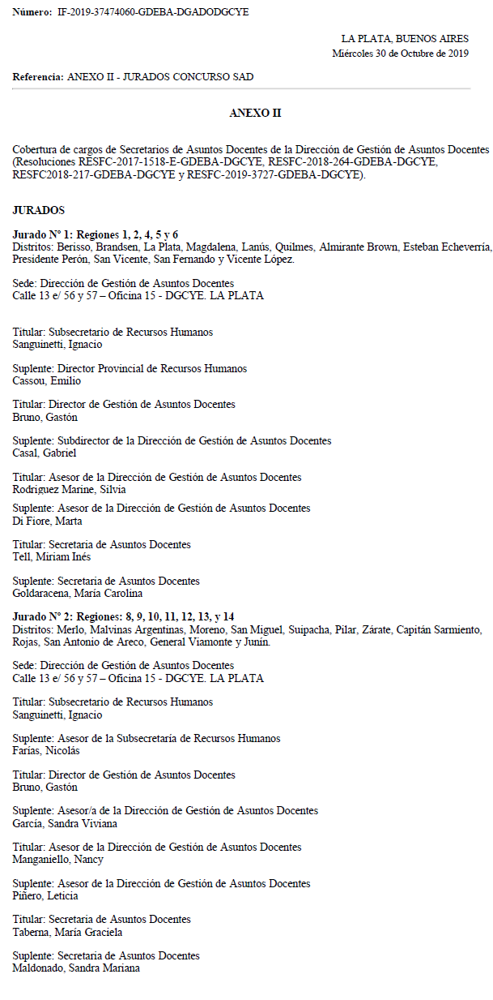 Número: IF-2019-37474060-GDEBA-DGADODGCYE
LA PLATA, BUENOS AIRES
Miércoles 30 de Octubre de 2019
Referencia: ANEXO II - JURADOS CONCURSO SAD
ANEXO II
Cobertura de cargos de Secretarios de Asuntos Docentes de la Dirección de Gestión de Asuntos Docentes
(Resoluciones RESFC-2017-1518-E-GDEBA-DGCYE, RESFC-2018-264-GDEBA-DGCYE,
RESFC2018-217-GDEBA-DGCYE y RESFC-2019-3727-GDEBA-DGCYE).
JURADOS
Jurado Nº 1: Regiones 1, 2, 4, 5 y 6
Distritos: Berisso, Brandsen, La Plata, Magdalena, Lanús, Quilmes, Almirante Brown, Esteban Echeverría,
Presidente Perón, San Vicente, San Fernando y Vicente López.
Sede: Dirección de Gestión de Asuntos Docentes
Calle 13 e/ 56 y 57 – Oficina 15 - DGCYE. LA PLATA
Titular: Subsecretario de Recursos Humanos
Sanguinetti, Ignacio
Suplente: Director Provincial de Recursos Humanos
Cassou, Emilio
Titular: Director de Gestión de Asuntos Docentes
Bruno, Gastón
Suplente: Subdirector de la Dirección de Gestión de Asuntos Docentes
Casal, Gabriel
Titular: Asesor de la Dirección de Gestión de Asuntos Docentes
Rodriguez Marine, Silvia
Suplente: Asesor de la Dirección de Gestión de Asuntos Docentes
Di Fiore, Marta
Titular: Secretaria de Asuntos Docentes
Tell, Miriam Inés
Suplente: Secretaria de Asuntos Docentes
Goldaracena, María Carolina
Jurado Nº 2: Regiones: 8, 9, 10, 11, 12, 13, y 14
Distritos: Merlo, Malvinas Argentinas, Moreno, San Miguel, Suipacha, Pilar, Zárate, Capitán Sarmiento,
Rojas, San Antonio de Areco, General Viamonte y Junín.
Sede: Dirección de Gestión de Asuntos Docentes
Calle 13 e/ 56 y 57 – Oficina 15 - DGCYE. LA PLATA
Titular: Subsecretario de Recursos Humanos
Sanguinetti, Ignacio
Suplente: Asesor de la Subsecretaría de Recursos Humanos
Farías, Nicolás
Titular: Director de Gestión de Asuntos Docentes
Bruno, Gastón
Suplente: Asesor/a de la Dirección de Gestión de Asuntos Docentes
García, Sandra Viviana
Titular: Asesor de la Dirección de Gestión de Asuntos Docentes
Manganiello, Nancy
Suplente: Asesor de la Dirección de Gestión de Asuntos Docentes
Piñero, Leticia
Titular: Secretaria de Asuntos Docentes
Taberna, María Graciela
Suplente: Secretaria de Asuntos Docentes
Maldonado, Sandra Mariana